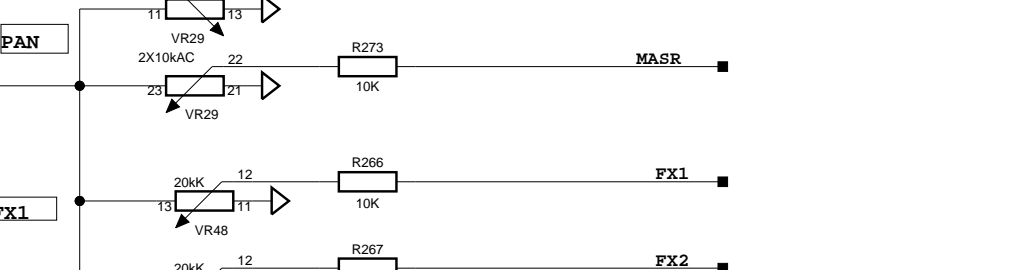 11
13
VR29
PAN
2X10kAC
22
R273
MASR
23
21
10K
VR29
20kK
12
R266
FX1
13
11
10K
FX1
VR48
20kK
12
R267
FX2